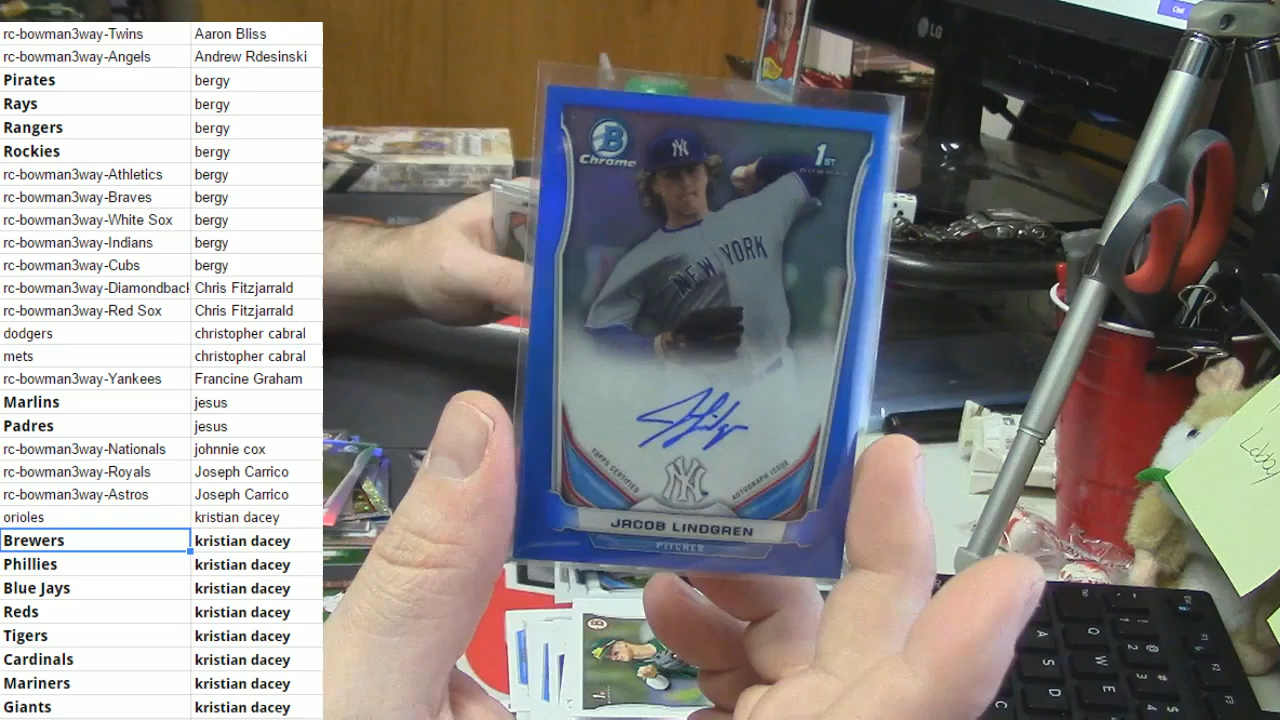 rc-bowman3way-Twins Aaron Bliss
rc-bowman3way-Angels Andrew Rdesinski
Pirates bergy
Rays bergy
Rangers bergy
Rockies bergy
rc-bowman3way-Athletics bergy
rc-bowman3way-Braves bergy
rc-bowman3way-White Sox bergy
rc-bowman3way-Indians bergy
rc-bowman3way-Cubs bergy
rc-bowman3way-Diamondback Chris Fitzjarrald
rc-bowman3way-Red Sox Chris Fitzjarrald
dodgers christopher cabral
mets christopher cabral
rc-bowman3way-Yankees Francine Graham
Marlins jesus
Padres jesus
rc-bowman3way-Nationals johnnie cox
rc-bowman3way-Royals Joseph Carrico
rc-bowman3way-Astros Joseph Carrico
orioles kristian dacey
Brewers kristian dacey
Phillies kristian dacey
Blue Jays kristian dacey
Reds kristian dacey
Tigers kristian dacey
Cardinals kristian dacey
Mariners kristian dacey
Giants kristian dacey
B
Chrome
1ST
BOWMAN
NY
NEW YORK
TOPPS CERTIFIED
NY
AUTOGRAPH ISSUE
JACOB LINDGREN
PITCHER
LG